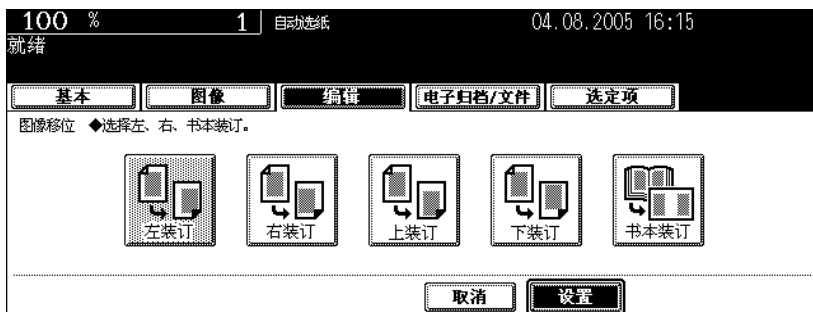 100 % 1 自动选纸 04.08.2005 16:15
就绪
基本 图像 编辑 电子归档/文件 选定项
图像移位 ◆选择左、右、书本装订。
左装订 右装订 上装订 下装订 书本装订
取消 设置